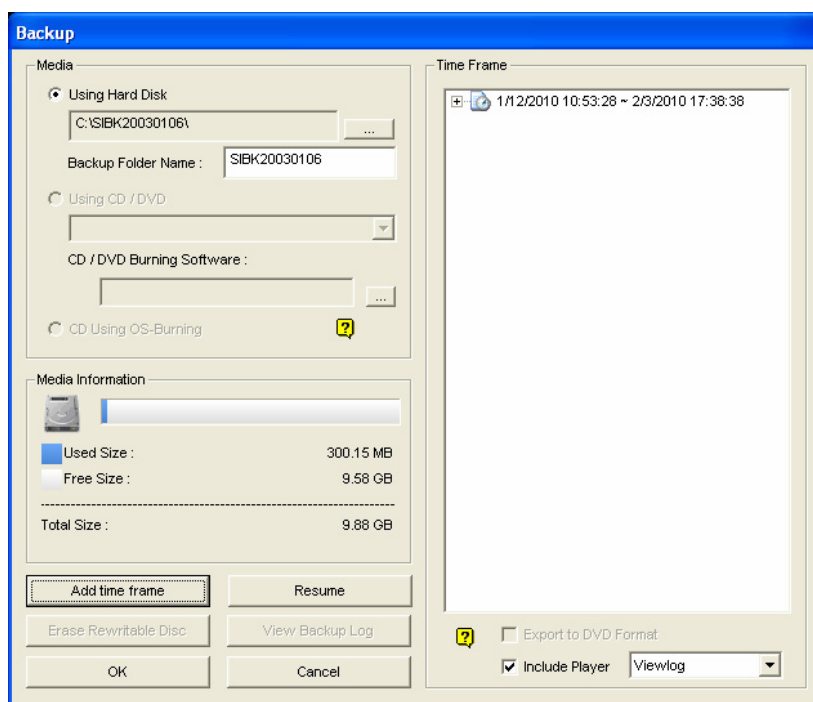 Backup
Media
Using Hard Disk
C:\SIBK20030106\
...
Backup Folder Name :
SIBK20030106
Using CD / DVD
CD / DVD Burning Software :
...
CD Using OS-Burning
?
Media Information
Used Size :
300.15 MB
Free Size :
9.58 GB
Total Size :
9.88 GB
Add time frame
Resume
Erase Rewritable Disc
View Backup Log
OK
Cancel
Time Frame
1/12/2010 10:53:28 ~ 2/3/2010 17:38:38
?
Export to DVD Format
Include Player
Viewlog